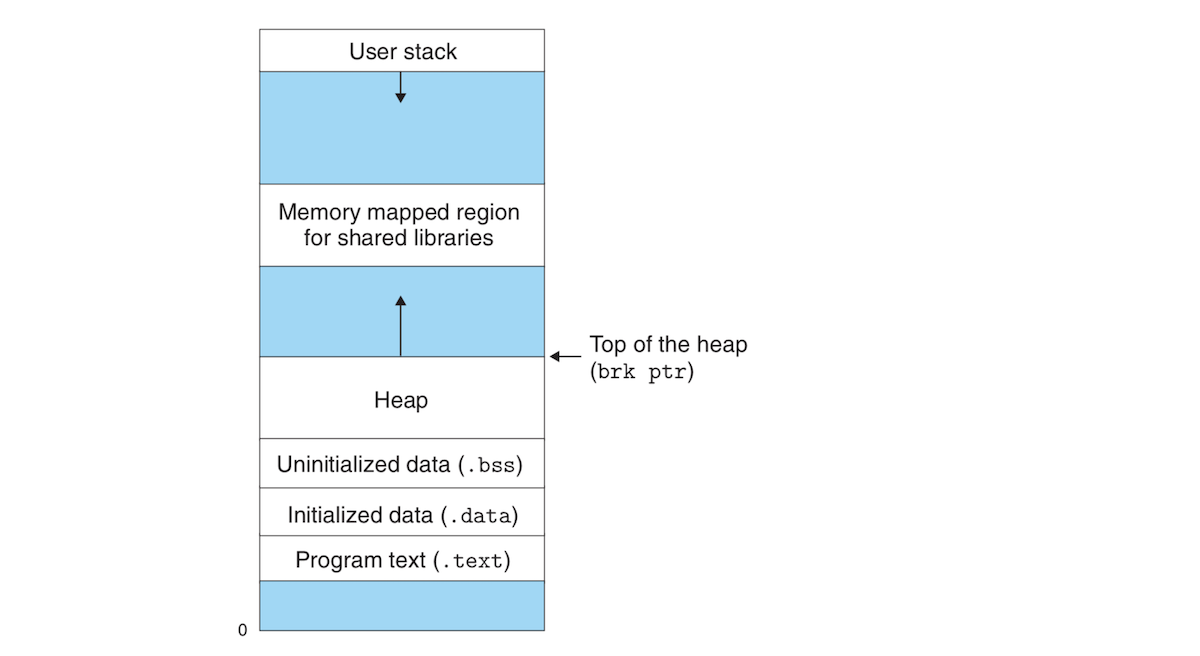 User stack
Memory mapped region
for shared libraries
Top of the heap
(brk ptr)
Heap
Uninitialized data (.bss)
Initialized data (.data)
Program text (.text)
0